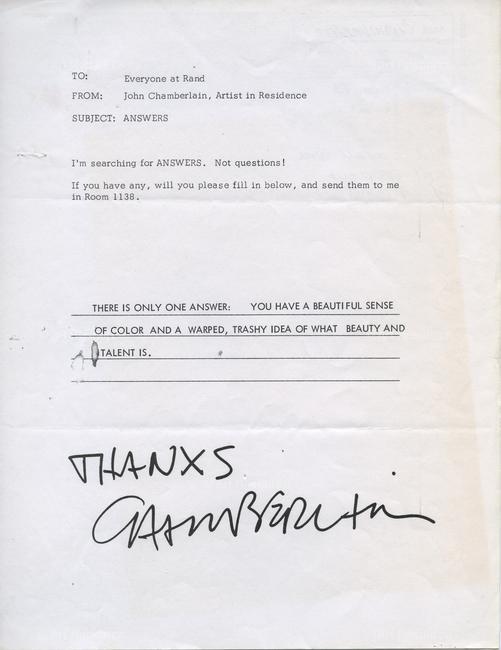 TO: Everyone at Rand
FROM: John Chamberlain, Artist in Residence
SUBJECT: ANSWERS
I'm searching for ANSWERS. Not questions!
If you have any, will you please fill in below, and send them to me
in Room 1138.
THERE IS ONLY ONE ANSWER: YOU HAVE A BEAUTIFUL SENSE
OF COLOR AND A WARPED, TRASHY IDEA OF WHAT BEAUTY AND
TALENT IS.
THANXS
CHAMBERLAIN